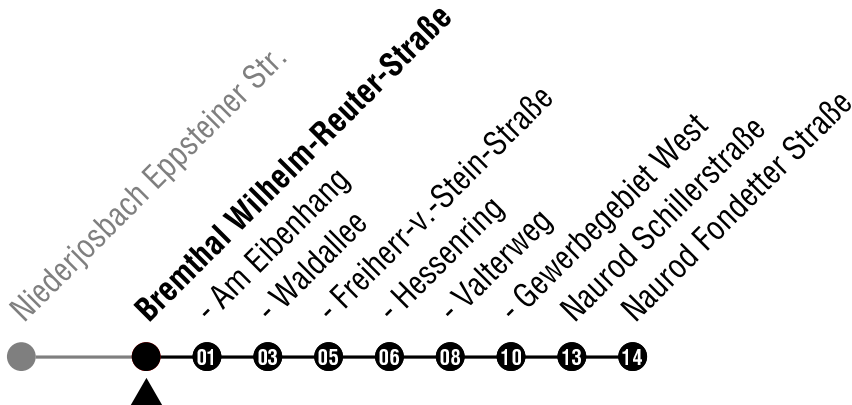 Niederjosbach Eppsteiner Str.
Bremthal Wilhelm-Reuter-Straße
- Am Eibenhang
- Waldallee
- Freiherr-v.-Stein-Straße
- Hessenring
- Valterweg
- Gewerbegebiet West
Naurod Schillerstraße
Naurod Fondetter Straße
01 03 05 06 08 10 13 14